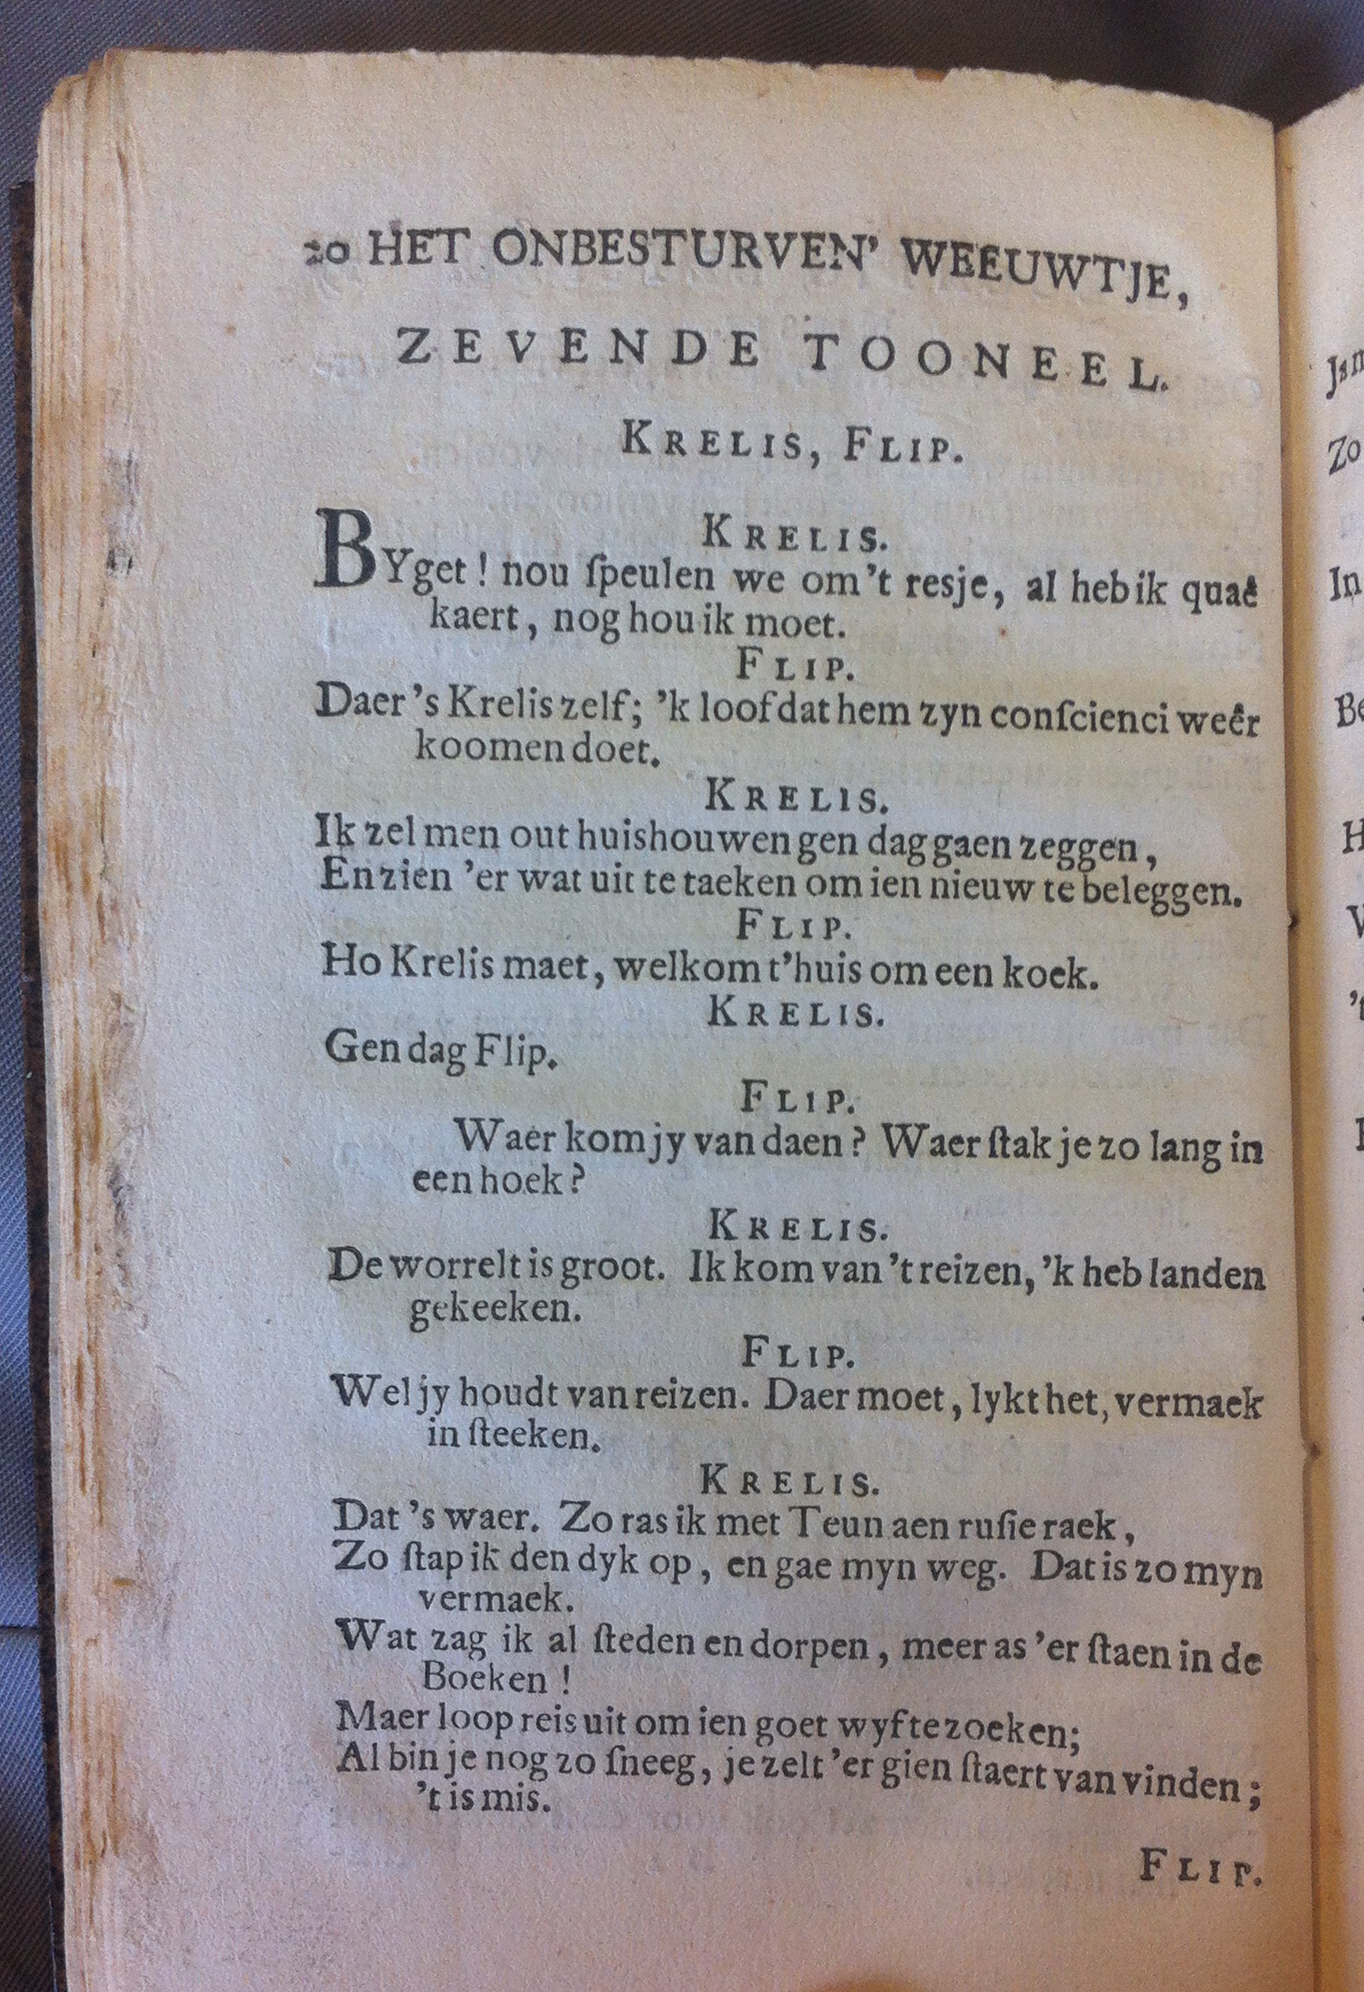 20 HET ONBESTURVEN' WEEUWTJE,
ZEVENDE TOONEEL.
KRELIS, FLIP.
KRELIS.
BYget! nou ſpeulen we om't resje, al heb ik quaê
kaert, nog hou ik moet.
FLIP.
Daer 's Krelis zelf; 'k loof dat hem zyn conſcienci weêr
koomen doet.
KRELIS.
Ik zel men out huishouwen gen dag gaen zeggen,
En zien 'er wat uit te taeken om ien nieuw te beleggen.
FLIP.
Ho Krelis maet, welkom t'huis om een koek.
KRELIS.
Gen dag Flip.
FLIP.
Waer kom jy van daen? Waer ſtak je zo lang in
een hoek?
KRELIS.
De worrelt is groot. Ik kom van 't reizen, 'k heb landen
gekeeken.
FLIP.
Wel jy houdt van reizen. Daer moet, lykt het, vermaek
in ſteeken.
KRELIS.
Dat 's waer. Zo ras ik met Teun aen ruſie raek,
Zo ſtap ik den dyk op, en gae myn weg. Dat is zo myn
vermaek.
Wat zag ik al ſteden en dorpen, meer as 'er ſtaen in de
Boeken!
Maer loop reis uit om ien goet wyf te zoeken;
Al bin je nog zo ſneeg, je zelt 'er gien ſtaert van vinden;
't is mis.
FLIP.
Jan
Zo
In
Be